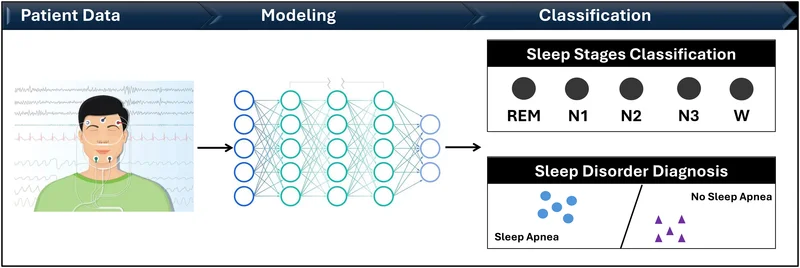 Patient Data
Modeling
Classification
Sleep Stages Classification
REM N1 N2 N3 W
Sleep Disorder Diagnosis
No Sleep Apnea
Sleep Apnea